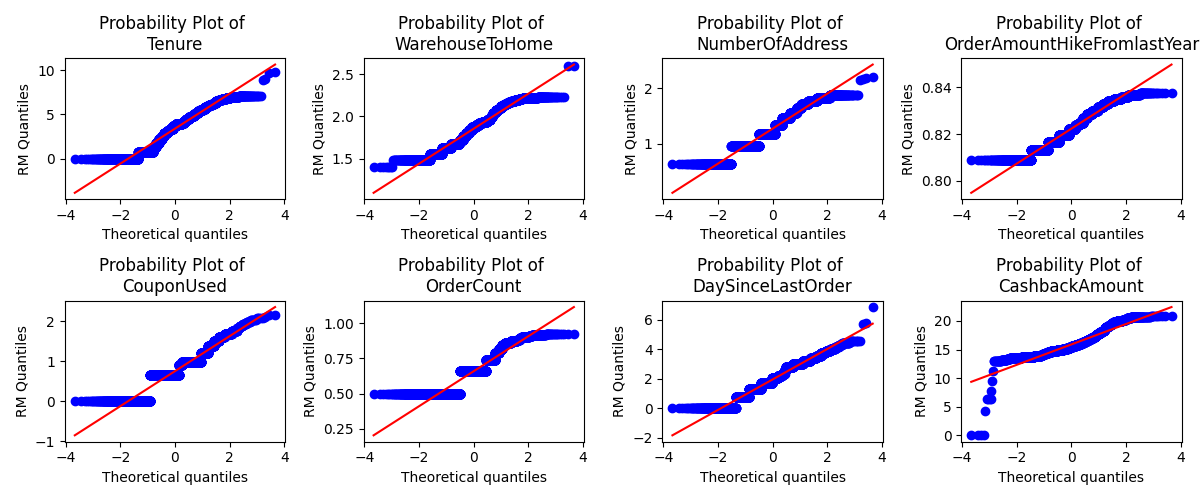 Probability Plot of
Tenure
Probability Plot of
WarehouseToHome
Probability Plot of
NumberOfAddress
Probability Plot of
OrderAmountHikeFromlastYear
RM Quantiles
10
5
0
−4
−2
0
2
4
Theoretical quantiles
RM Quantiles
2.5
2.0
1.5
−4
−2
0
2
4
Theoretical quantiles
RM Quantiles
2
1
−4
−2
0
2
4
Theoretical quantiles
RM Quantiles
0.84
0.82
0.80
−4
−2
0
2
4
Theoretical quantiles
Probability Plot of
CouponUsed
Probability Plot of
OrderCount
Probability Plot of
DaySinceLastOrder
Probability Plot of
CashbackAmount
RM Quantiles
2
1
0
−1
−4
−2
0
2
4
Theoretical quantiles
RM Quantiles
1.00
0.75
0.50
0.25
−4
−2
0
2
4
Theoretical quantiles
RM Quantiles
6
4
2
0
−2
−4
−2
0
2
4
Theoretical quantiles
RM Quantiles
20
15
10
5
0
−4
−2
0
2
4
Theoretical quantiles